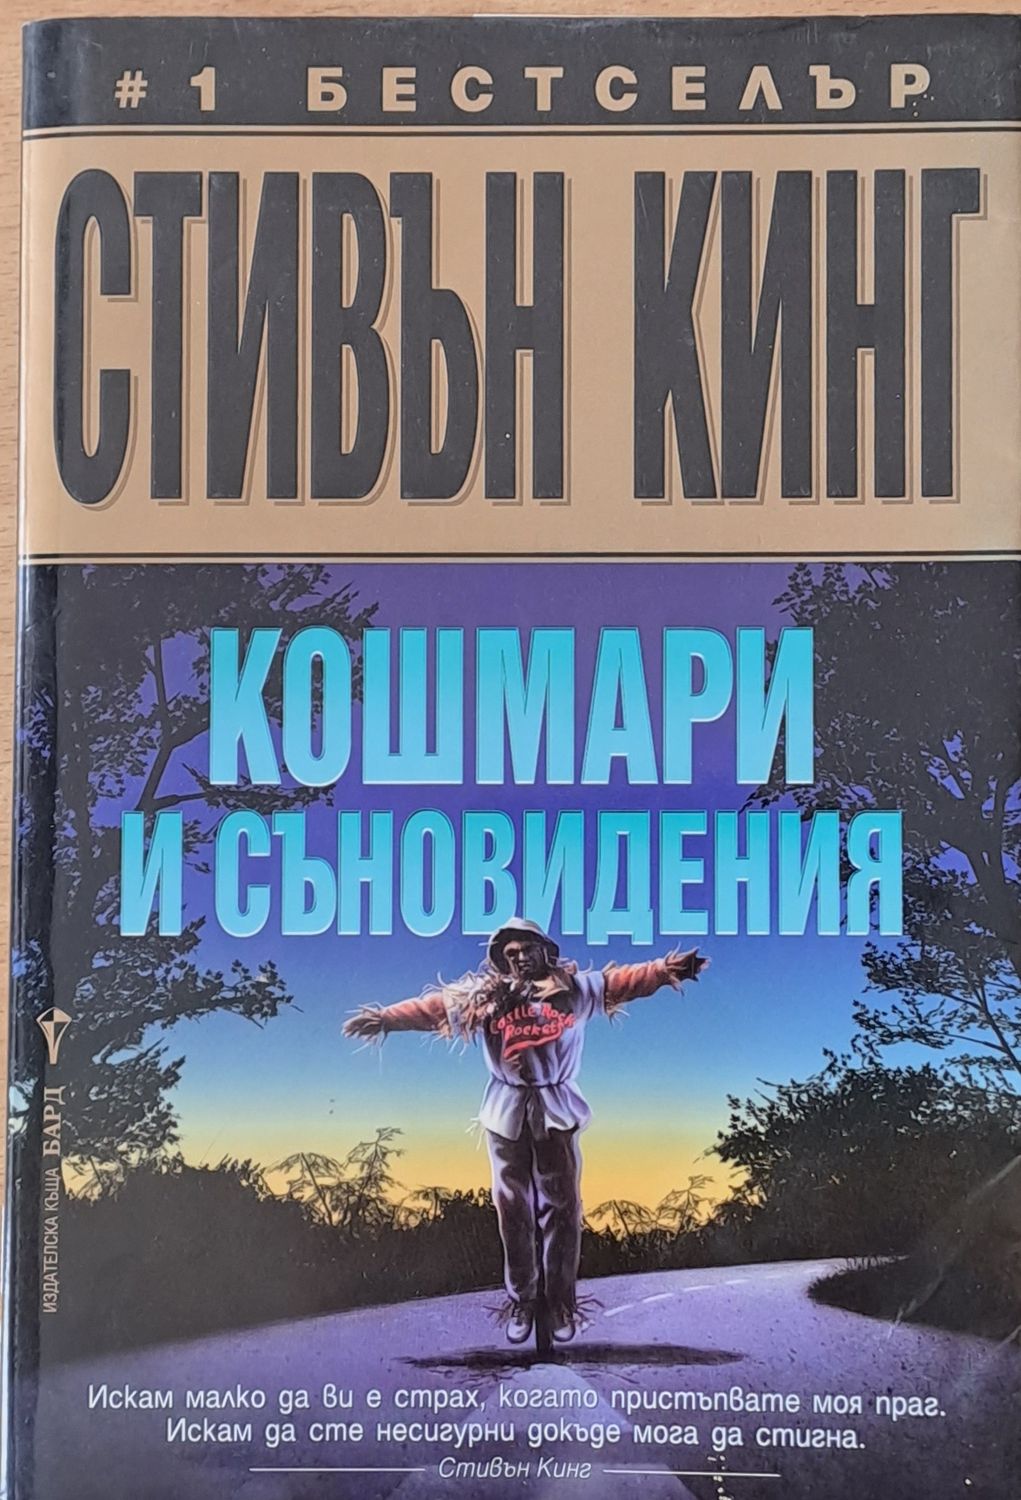 #1 БЕСТСЕЛЪР
СТИВЪН КИНГ
КОШМАРИ
И СЪНОВИДЕНИЯ
Castle Rock
Rockets
ИЗДАТЕЛСКА КЪЩА БАРД
Искам малко да ви е страх, когато пристъпвате моя праг.
Искам да сте несигурни докъде мога да стигна.
Стивън Кинг